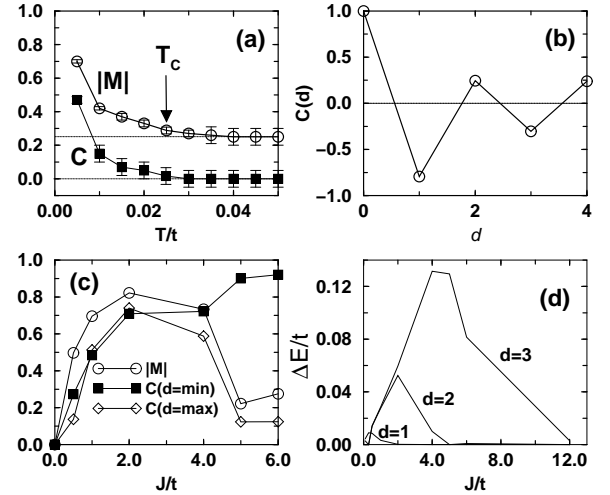 1.0
0.8
0.6
0.4
0.2
0.0
(a)
|M|
T_C
C
0.00 0.02 0.04
T/t
1.0
0.5
0.0
−0.5
−1.0
C(d)
(b)
0 1 2 3 4
d
1.0
0.8
0.6
0.4
0.2
0.0
(c)
|M|
C(d=min)
C(d=max)
0.0 2.0 4.0 6.0
J/t
0.12
0.08
0.04
0.00
ΔE/t
(d)
d=3
d=2
d=1
0.0 4.0 8.0 12.0
J/t